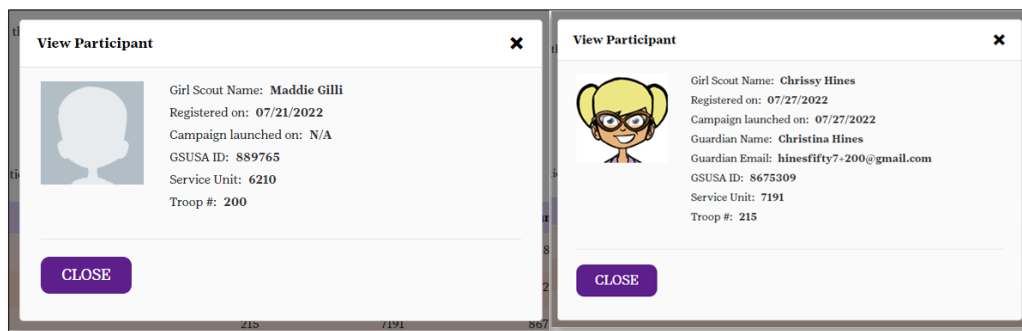 View Participant
Girl Scout Name: Maddie Gilli
Registered on: 07/21/2022
Campaign launched on: N/A
GSUSA ID: 889765
Service Unit: 6210
Troop #: 200
CLOSE
215 7191 867
View Participant
Girl Scout Name: Chrissy Hines
Registered on: 07/27/2022
Campaign launched on: 07/27/2022
Guardian Name: Christina Hines
Guardian Email: hinesfifty7+200@gmail.com
GSUSA ID: 8675309
Service Unit: 7191
Troop #: 215
CLOSE